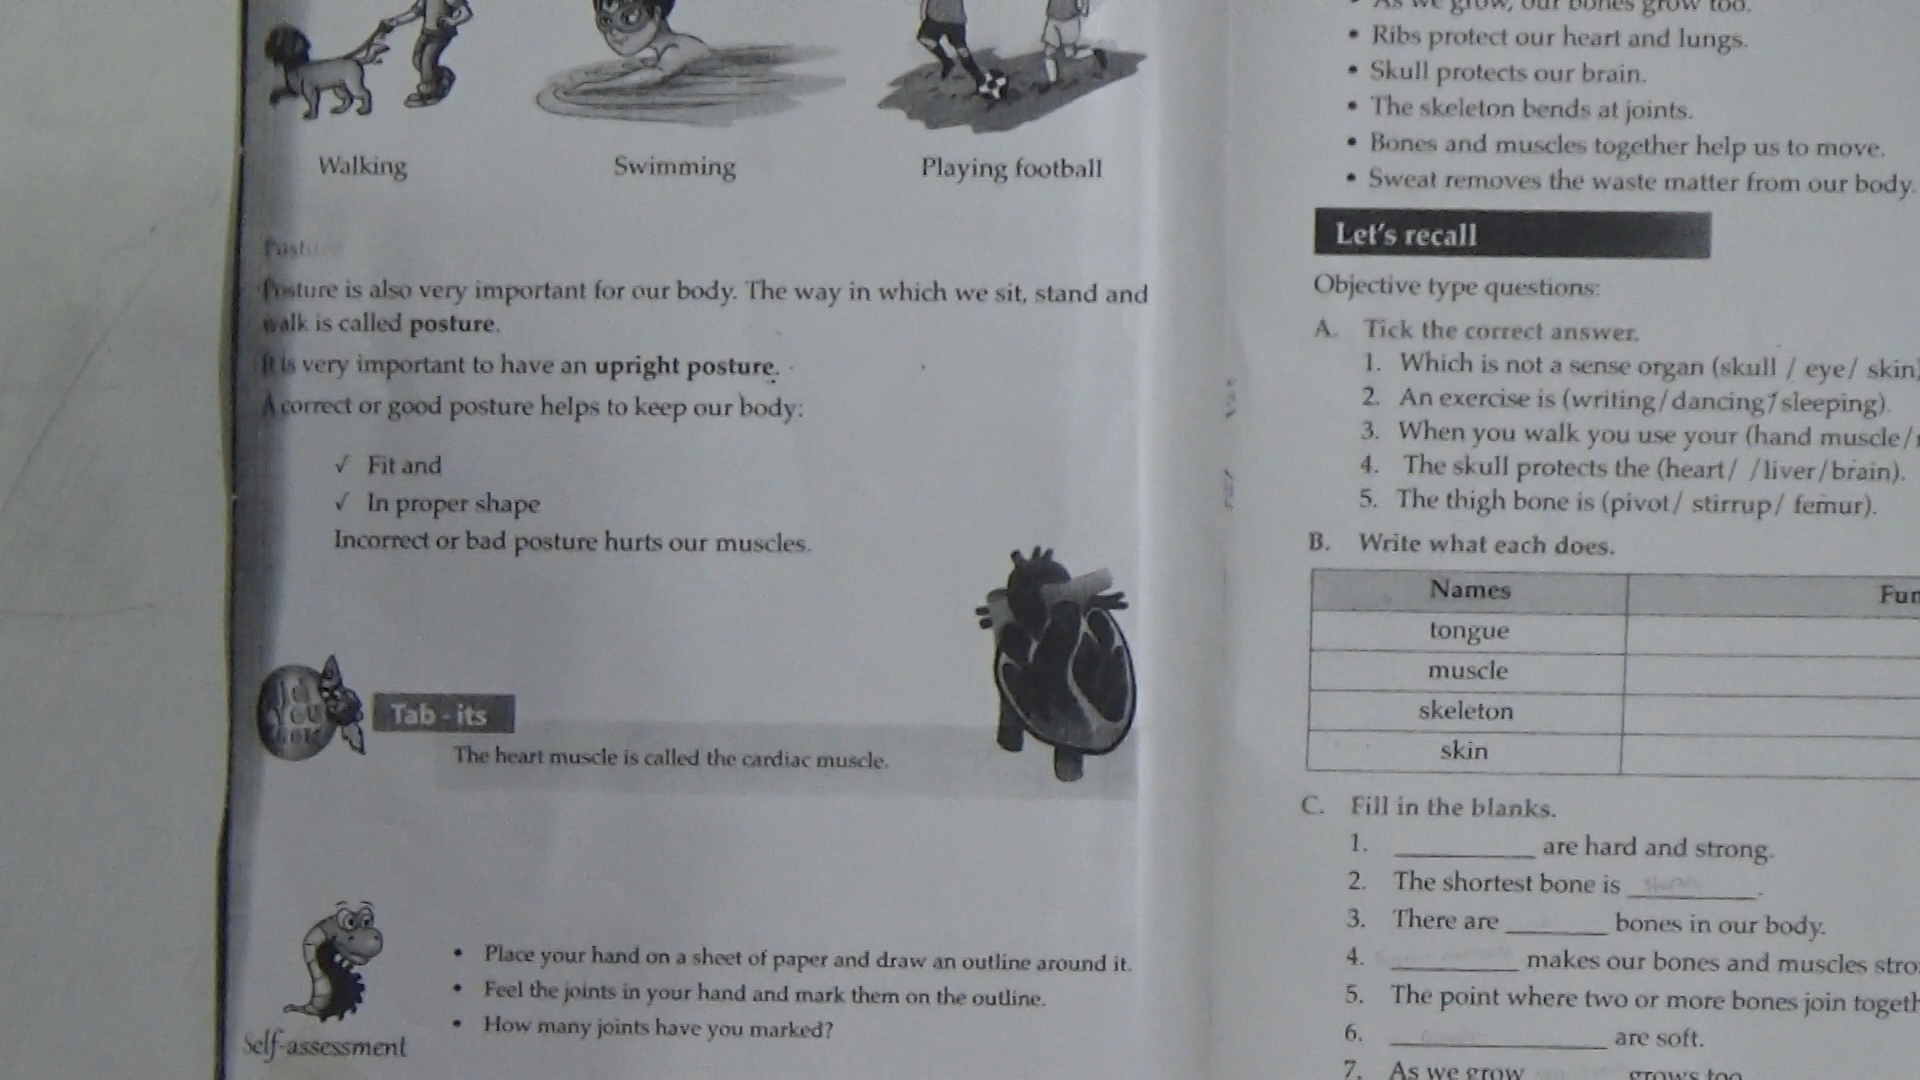 Walking
Swimming
Playing football
Posture
Posture is also very important for our body. The way in which we sit, stand and
walk is called posture.
It is very important to have an upright posture.
A correct or good posture helps to keep our body:
✓ Fit and
✓ In proper shape
Incorrect or bad posture hurts our muscles.
Tab - its
The heart muscle is called the cardiac muscle.
Self-assessment
• Place your hand on a sheet of paper and draw an outline around it.
• Feel the joints in your hand and mark them on the outline.
• How many joints have you marked?
• As we grow, our bones grow too.
• Ribs protect our heart and lungs.
• Skull protects our brain.
• The skeleton bends at joints.
• Bones and muscles together help us to move.
• Sweat removes the waste matter from our body.
Let's recall
Objective type questions:
A. Tick the correct answer.
1. Which is not a sense organ (skull / eye/ skin)
2. An exercise is (writing/dancing/sleeping).
3. When you walk you use your (hand muscle/
4. The skull protects the (heart/ /liver/brain).
5. The thigh bone is (pivot/ stirrup/ femur).
B. Write what each does.
Names Fun
tongue
muscle
skeleton
skin
C. Fill in the blanks.
1. __________ are hard and strong.
2. The shortest bone is __________.
3. There are ________ bones in our body.
4. __________ makes our bones and muscles stro
5. The point where two or more bones join togeth
6. ________________ are soft.
7. As we grow ________ grows too